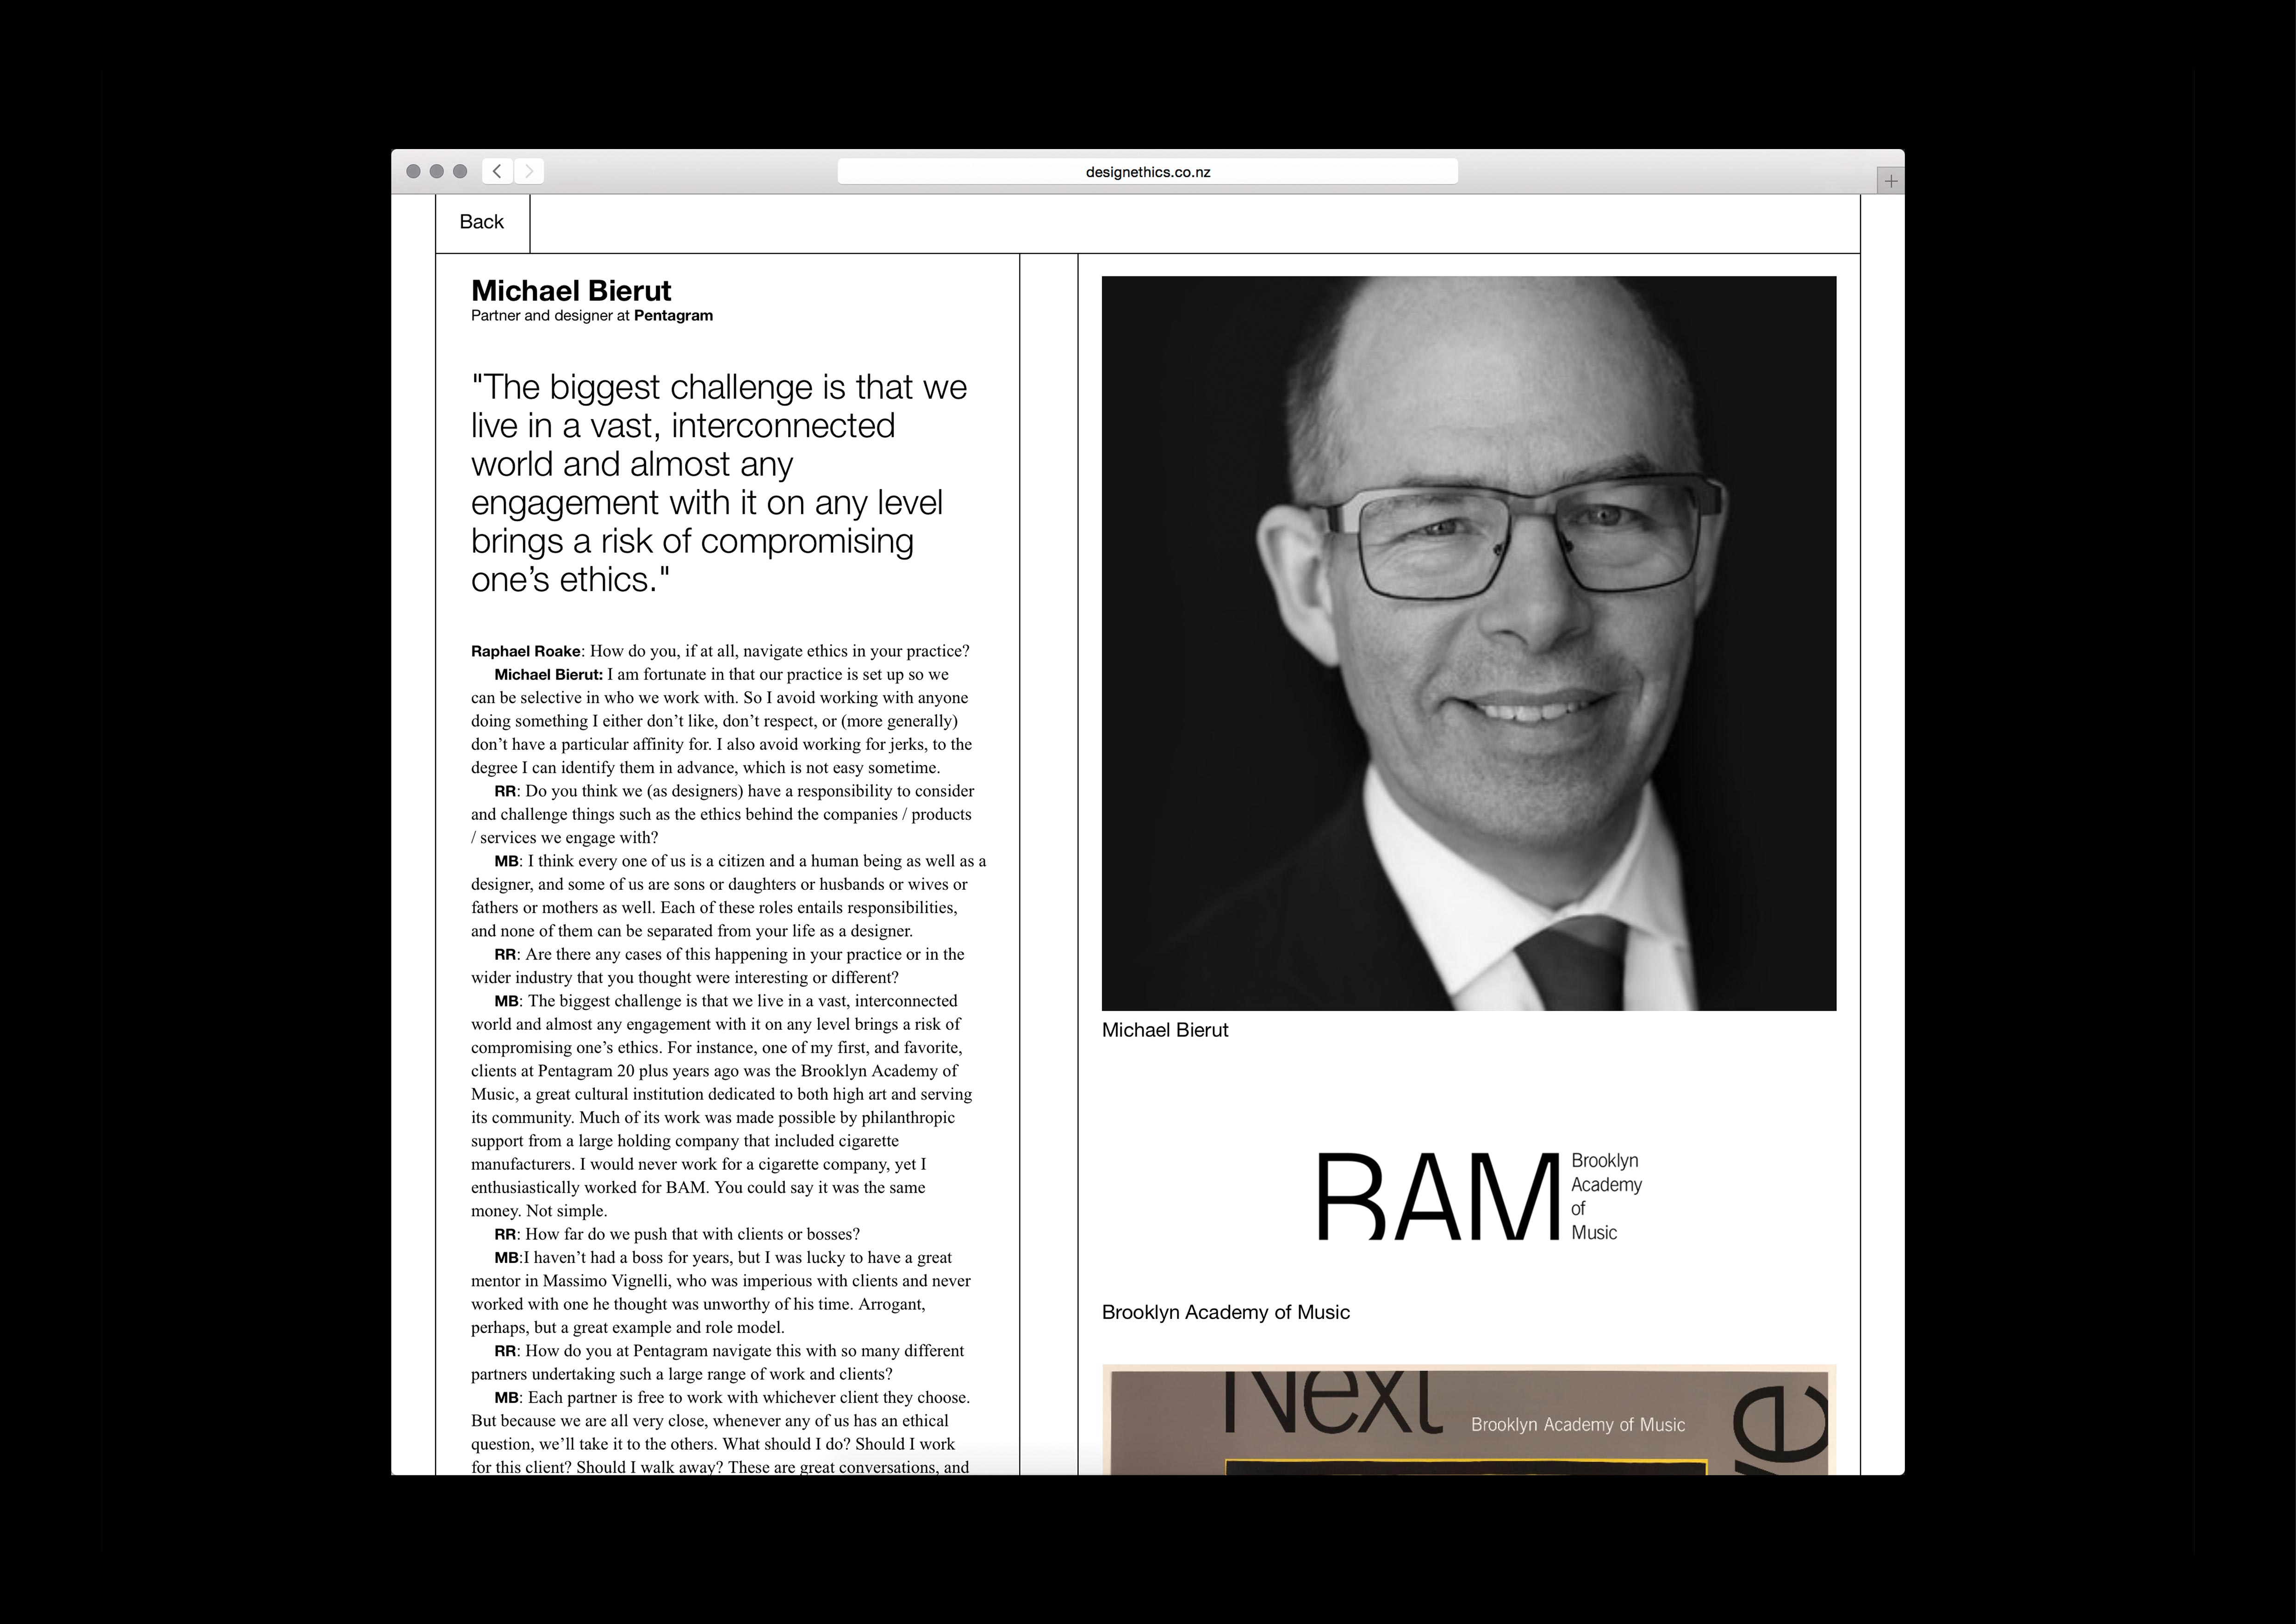 designethics.co.nz
Back
Michael Bierut
Partner and designer at Pentagram
"The biggest challenge is that we
live in a vast, interconnected
world and almost any
engagement with it on any level
brings a risk of compromising
one’s ethics."
Raphael Roake: How do you, if at all, navigate ethics in your practice?
Michael Bierut: I am fortunate in that our practice is set up so we
can be selective in who we work with. So I avoid working with anyone
doing something I either don’t like, don’t respect, or (more generally)
don’t have a particular affinity for. I also avoid working for jerks, to the
degree I can identify them in advance, which is not easy sometime.
RR: Do you think we (as designers) have a responsibility to consider
and challenge things such as the ethics behind the companies / products
/ services we engage with?
MB: I think every one of us is a citizen and a human being as well as a
designer, and some of us are sons or daughters or husbands or wives or
fathers or mothers as well. Each of these roles entails responsibilities,
and none of them can be separated from your life as a designer.
RR: Are there any cases of this happening in your practice or in the
wider industry that you thought were interesting or different?
MB: The biggest challenge is that we live in a vast, interconnected
world and almost any engagement with it on any level brings a risk of
compromising one’s ethics. For instance, one of my first, and favorite,
clients at Pentagram 20 plus years ago was the Brooklyn Academy of
Music, a great cultural institution dedicated to both high art and serving
its community. Much of its work was made possible by philanthropic
support from a large holding company that included cigarette
manufacturers. I would never work for a cigarette company, yet I
enthusiastically worked for BAM. You could say it was the same
money. Not simple.
RR: How far do we push that with clients or bosses?
MB:I haven’t had a boss for years, but I was lucky to have a great
mentor in Massimo Vignelli, who was imperious with clients and never
worked with one he thought was unworthy of his time. Arrogant,
perhaps, but a great example and role model.
RR: How do you at Pentagram navigate this with so many different
partners undertaking such a large range of work and clients?
MB: Each partner is free to work with whichever client they choose.
But because we are all very close, whenever any of us has an ethical
question, we’ll take it to the others. What should I do? Should I work
for this client? Should I walk away? These are great conversations, and
Michael Bierut
BAM
Brooklyn
Academy
of
Music
Brooklyn Academy of Music
Next
Brooklyn Academy of Music